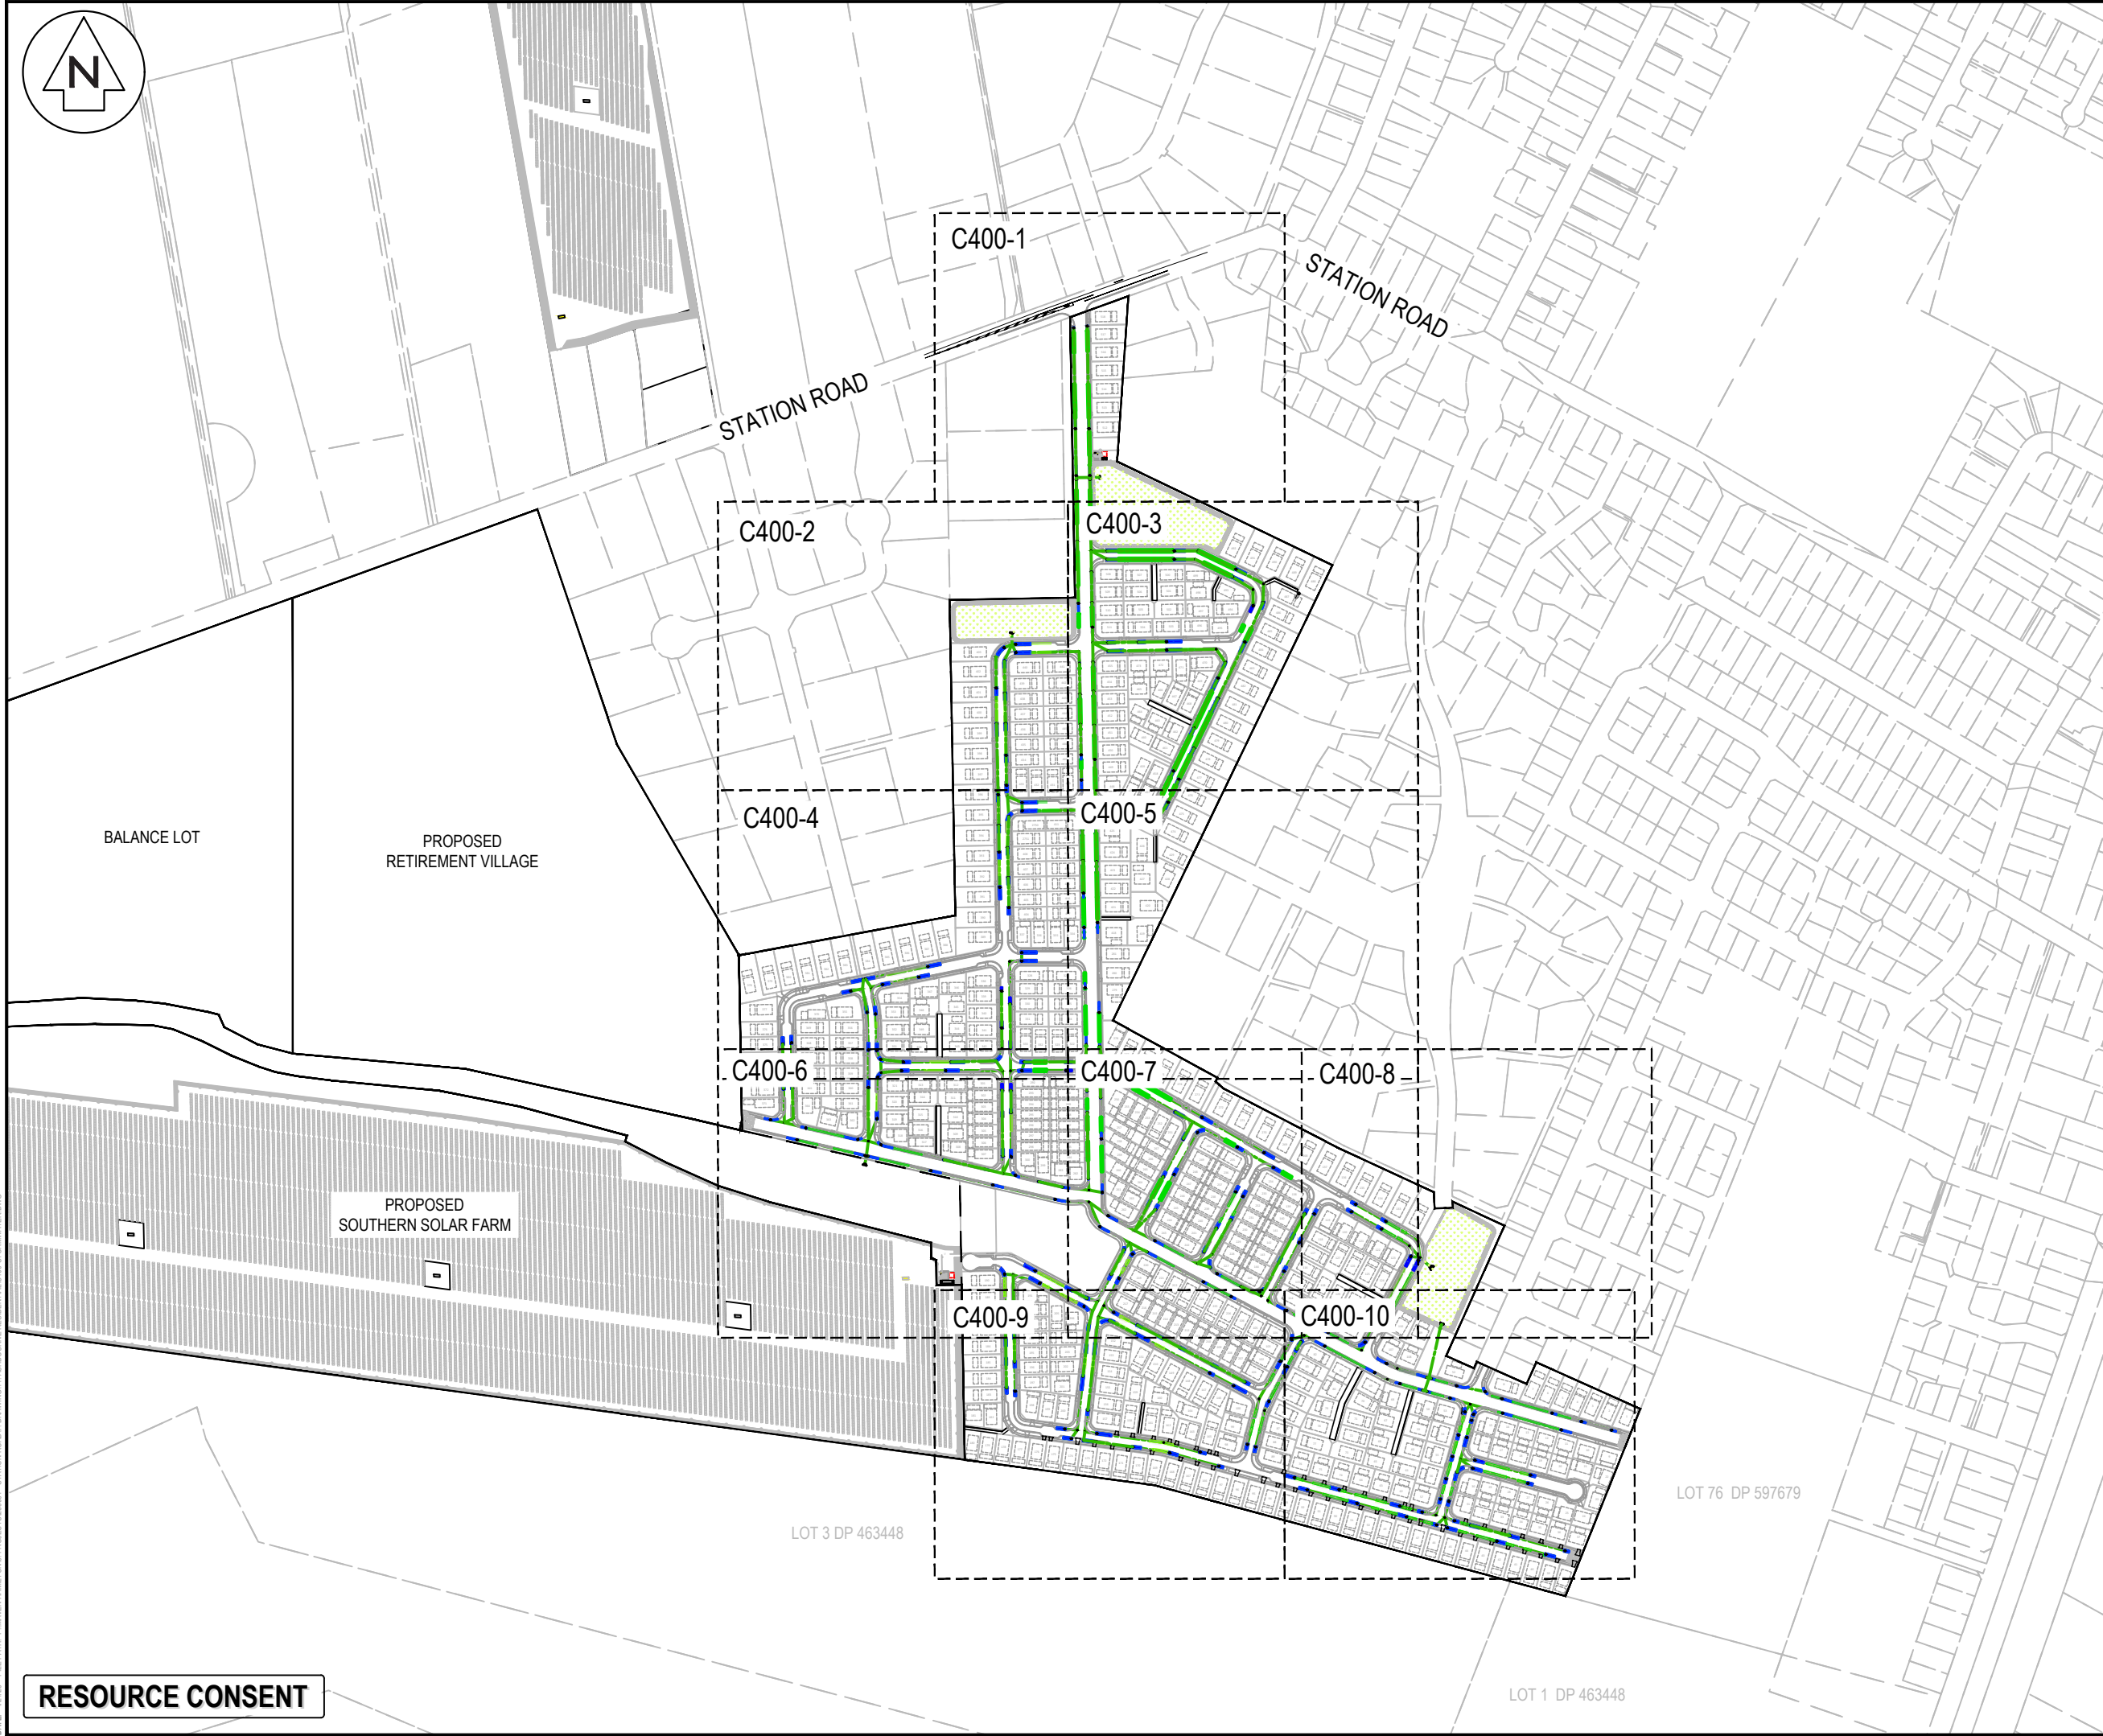 N
C400-1
STATION ROAD
STATION ROAD
C400-2
C400-3
C400-4
C400-5
BALANCE LOT
PROPOSED
RETIREMENT VILLAGE
C400-6
C400-7
C400-8
PROPOSED
SOUTHERN SOLAR FARM
C400-9
C400-10
LOT 76 DP 597679
LOT 3 DP 463448
RESOURCE CONSENT
LOT 1 DP 463448